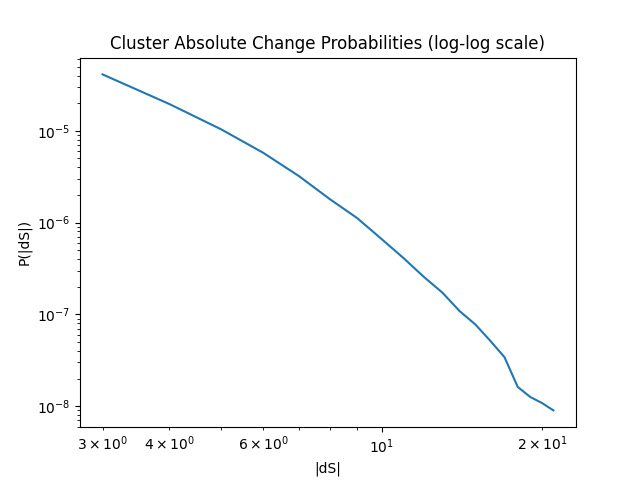 Cluster Absolute Change Probabilities (log-log scale)
P(|dS|)
10⁻⁵
10⁻⁶
10⁻⁷
10⁻⁸
3 × 10⁰ 4 × 10⁰ 6 × 10⁰ 10¹ 2 × 10¹
|dS|